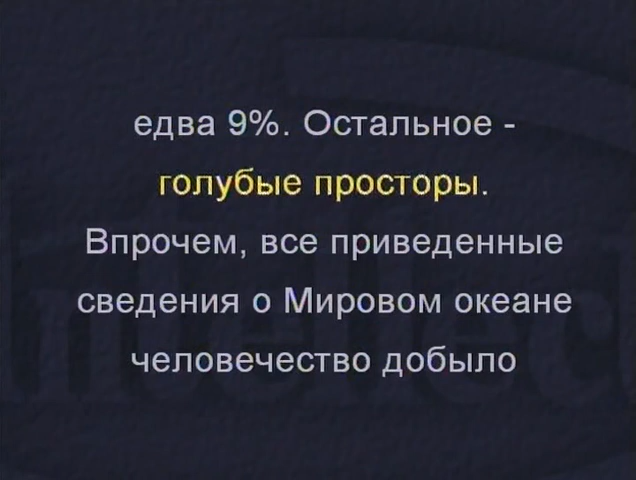 едва 9%. Остальное -
голубые просторы.
Впрочем, все приведенные
сведения о Мировом океане
человечество добыло